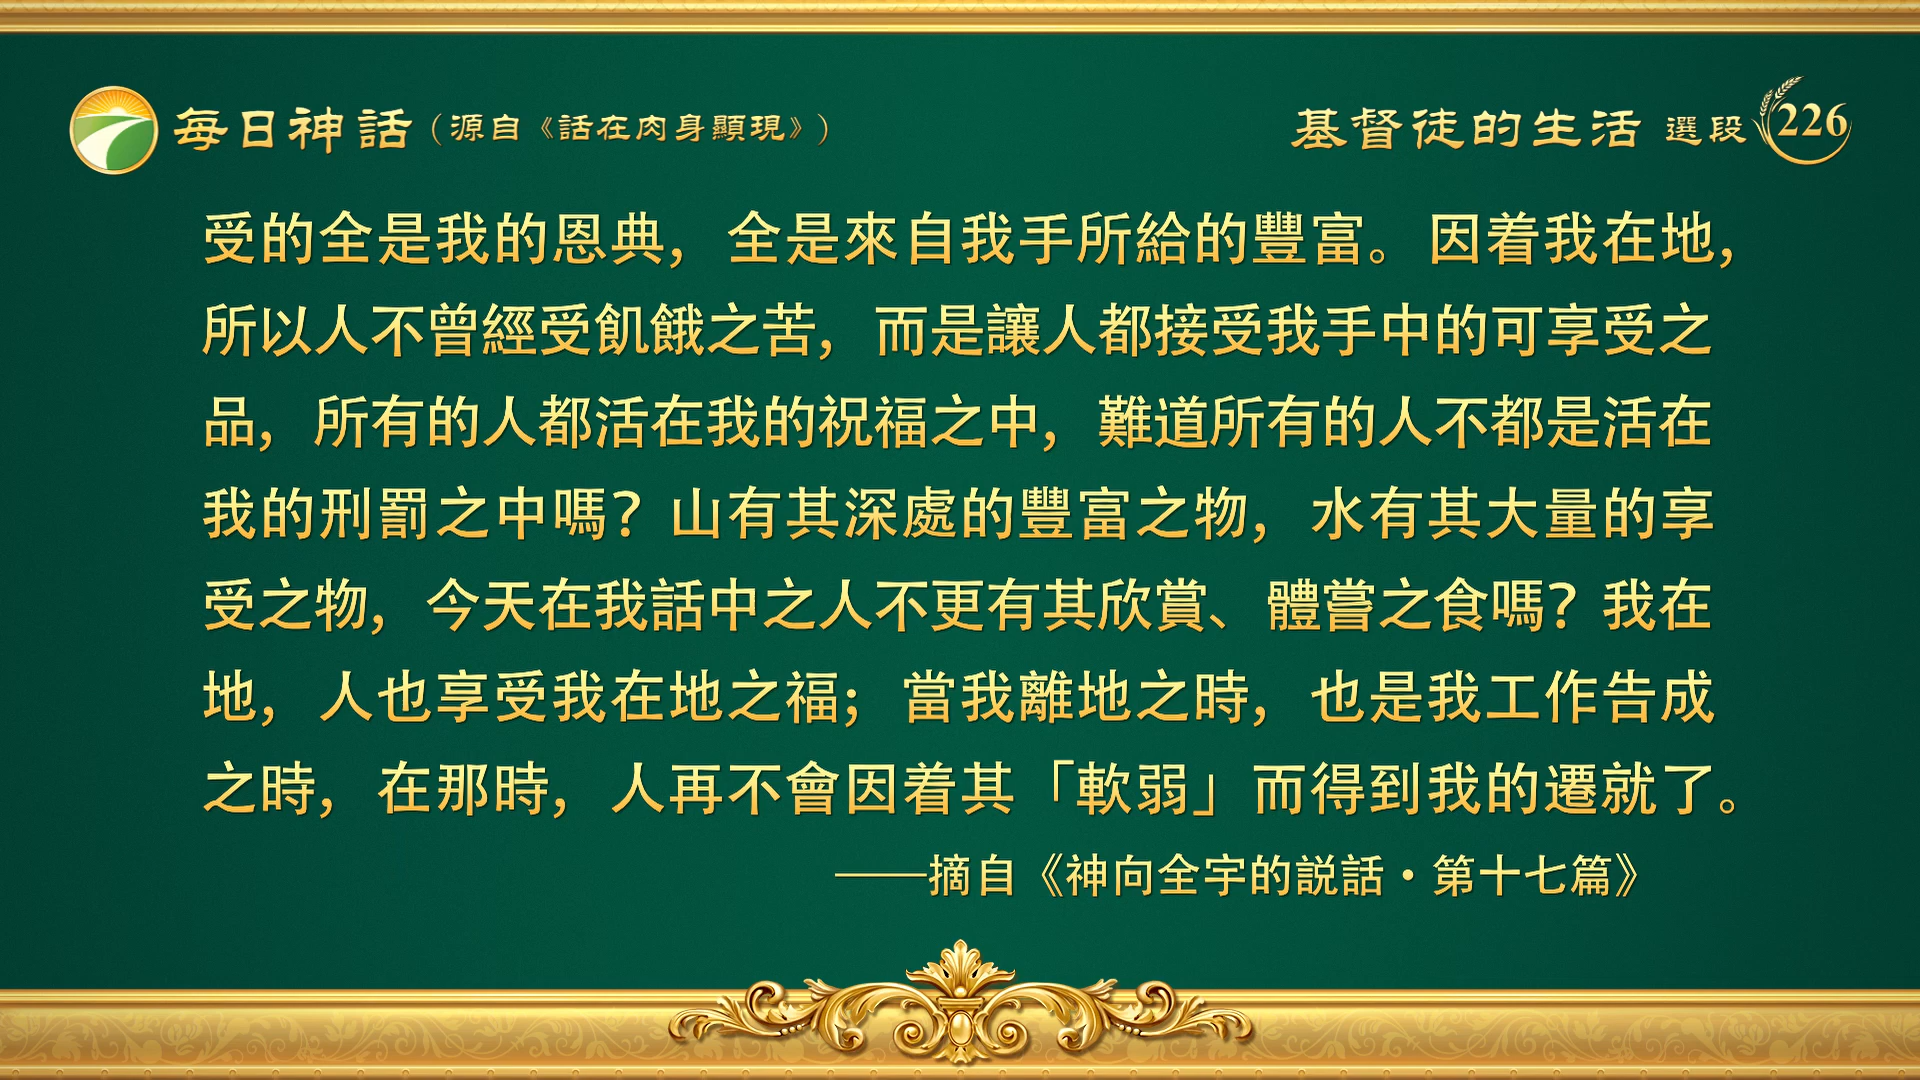 每日神話（源自《話在肉身顯現》）
基督徒的生活 選段 226
受的全是我的恩典，全是來自我手所給的豐富。因着我在地，
所以人不曾經受飢餓之苦，而是讓人都接受我手中的可享受之
品，所有的人都活在我的祝福之中，難道所有的人不都是活在
我的刑罰之中嗎？山有其深處的豐富之物，水有其大量的享
受之物，今天在我話中之人不更有其欣賞、體嘗之食嗎？我在
地，人也享受我在地之福；當我離地之時，也是我工作告成
之時，在那時，人再不會因着其「軟弱」而得到我的遷就了。
——摘自《神向全宇的説話・第十七篇》